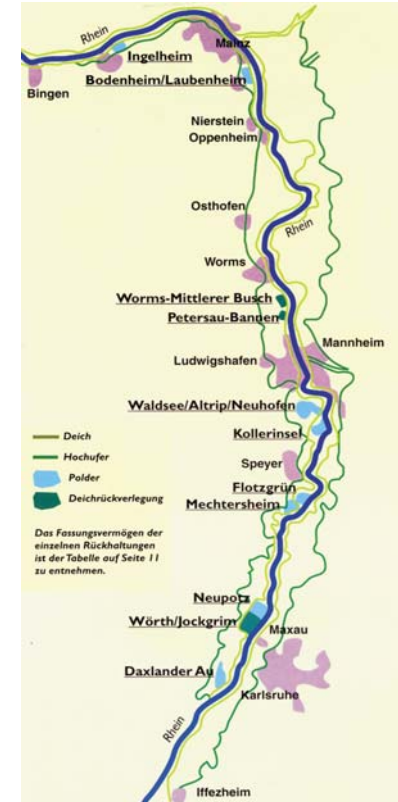 Rhein
Mainz
Ingelheim
Bingen
Bodenheim/Laubenheim
Nierstein
Oppenheim
Osthofen
Rhein
Worms
Worms-Mittlerer Busch
Petersau-Bannen
Mannheim
Ludwigshafen
Waldsee/Altrip/Neuhofen
Kollerinsel
Deich
Hochufer
Polder
Deichrückverlegung
Speyer
Flotzgrün
Mechtersheim
Das Fassungsvermögen der
einzelnen Rückhaltungen
ist der Tabelle auf Seite 11
zu entnehmen.
Neupotz
Wörth/Jockgrim
Maxau
Daxlander Au
Karlsruhe
Rhein
Iffezheim